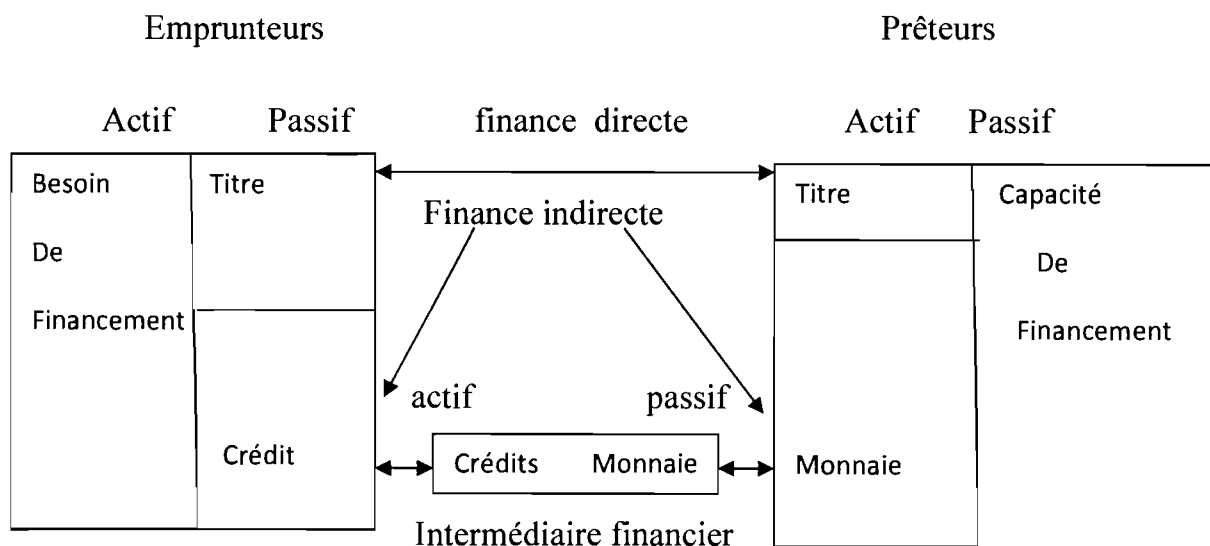 Emprunteurs Prêteurs
Actif Passif finance directe Actif Passif
Besoin Titre Titre Capacité
Finance indirecte
De De
Financement Financement
actif passif
Crédit Crédits Monnaie Monnaie
Intermédiaire financier